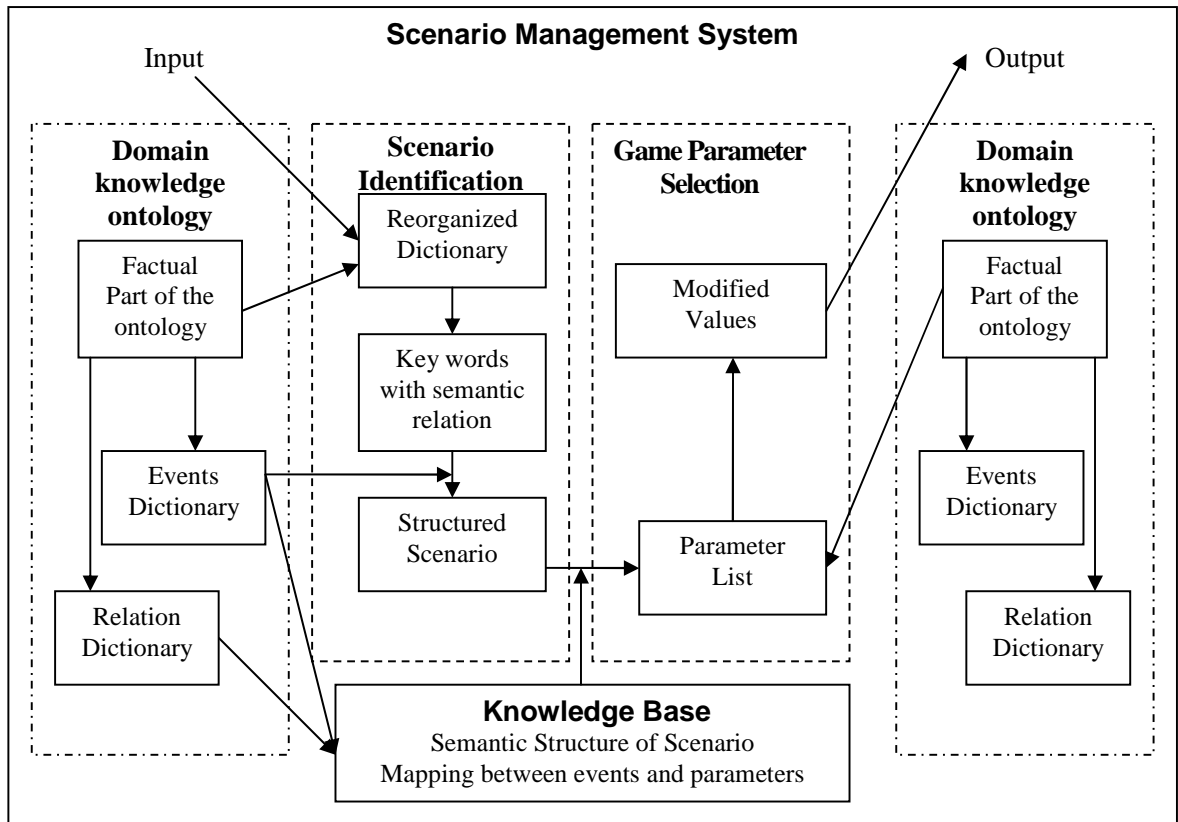 Scenario Management System
Input
Output
Domain
knowledge
ontology
Factual
Part of the
ontology
Events
Dictionary
Relation
Dictionary
Scenario
Identification
Reorganized
Dictionary
Key words
with semantic
relation
Structured
Scenario
Game Parameter
Selection
Modified
Values
Parameter
List
Domain
knowledge
ontology
Factual
Part of the
ontology
Events
Dictionary
Relation
Dictionary
Knowledge Base
Semantic Structure of Scenario
Mapping between events and parameters